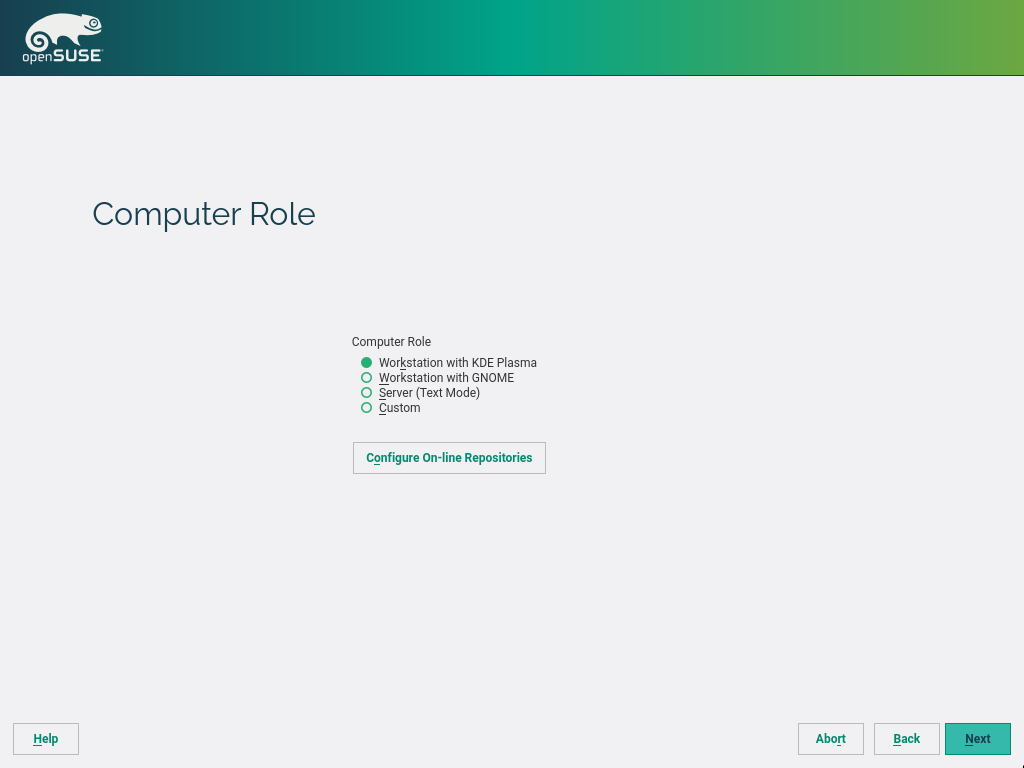 openSUSE
Computer Role
Computer Role
Workstation with KDE Plasma
Workstation with GNOME
Server (Text Mode)
Custom
Configure On-line Repositories
Help
Abort
Back
Next